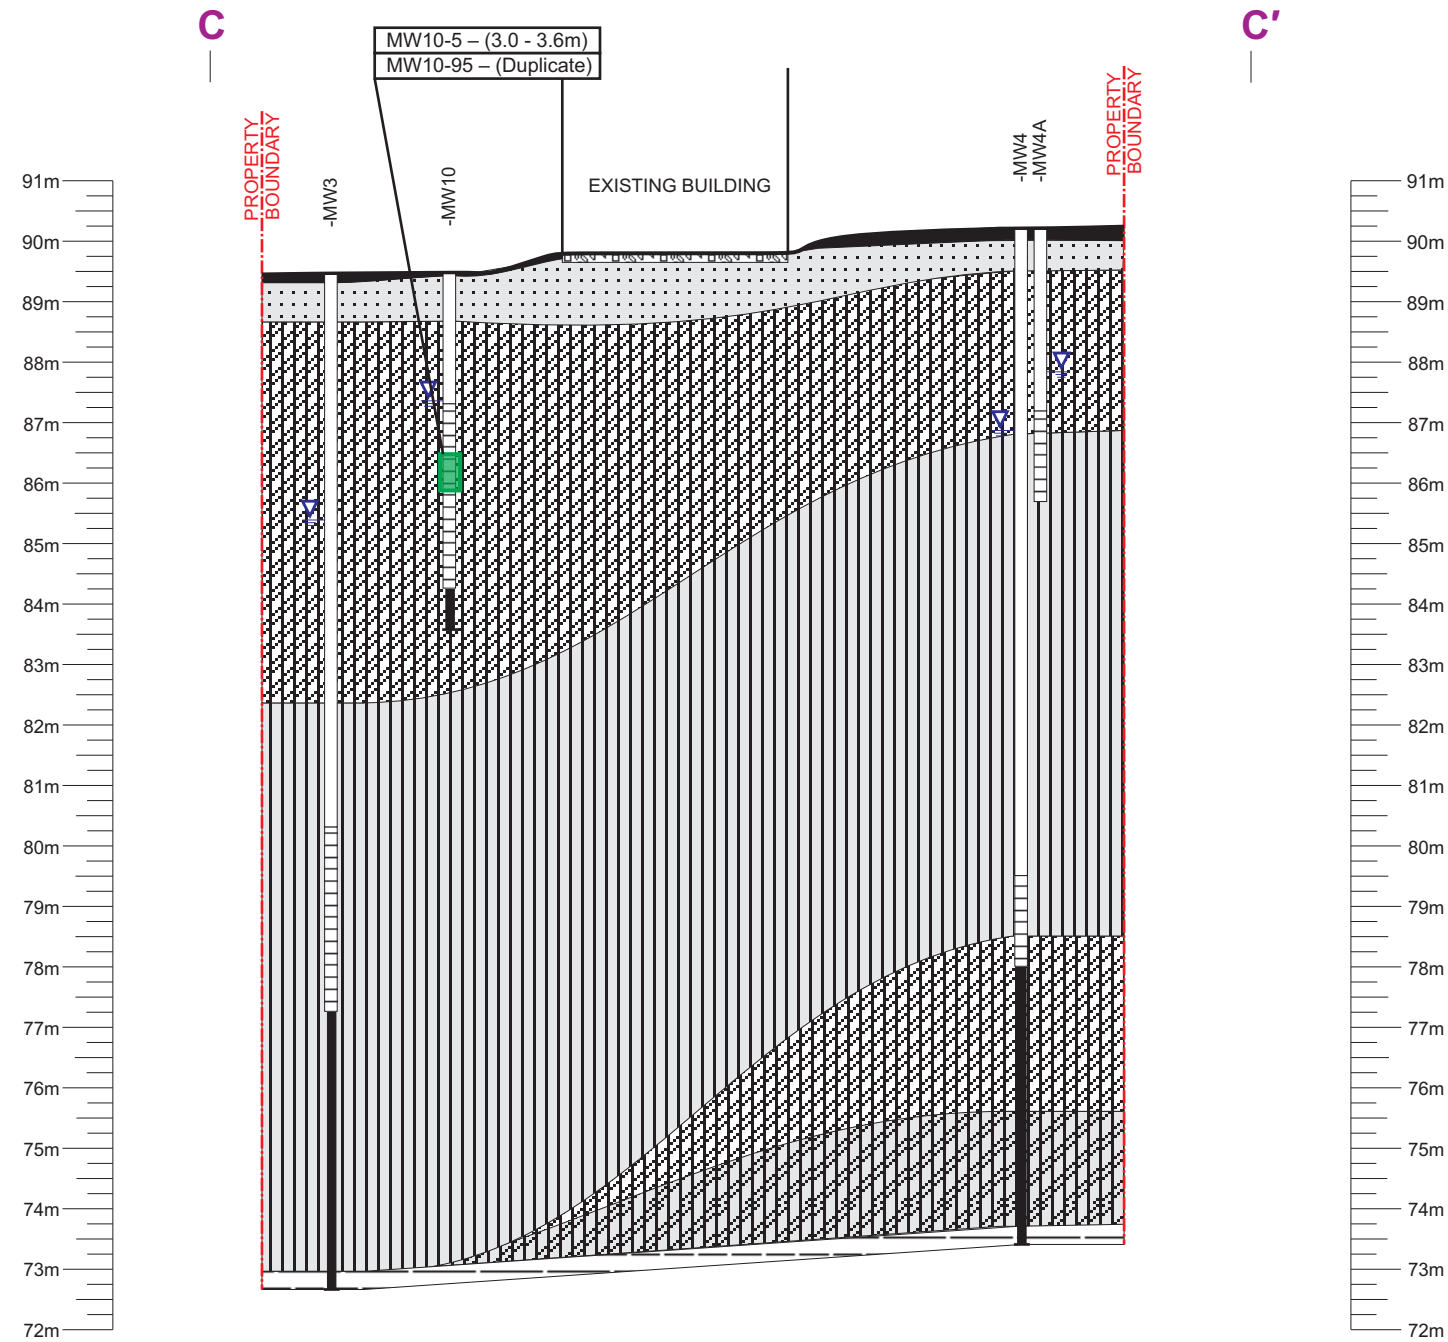 C
C'
MW10-5 – (3.0 - 3.6m)
MW10-95 – (Duplicate)
PROPERTY
BOUNDARY
-MW3
-MW10
EXISTING BUILDING
-MW4
-MW4A
PROPERTY
BOUNDARY
91m
90m
89m
88m
87m
86m
85m
84m
83m
82m
81m
80m
79m
78m
77m
76m
75m
74m
73m
72m
91m
90m
89m
88m
87m
86m
85m
84m
83m
82m
81m
80m
79m
78m
77m
76m
75m
74m
73m
72m